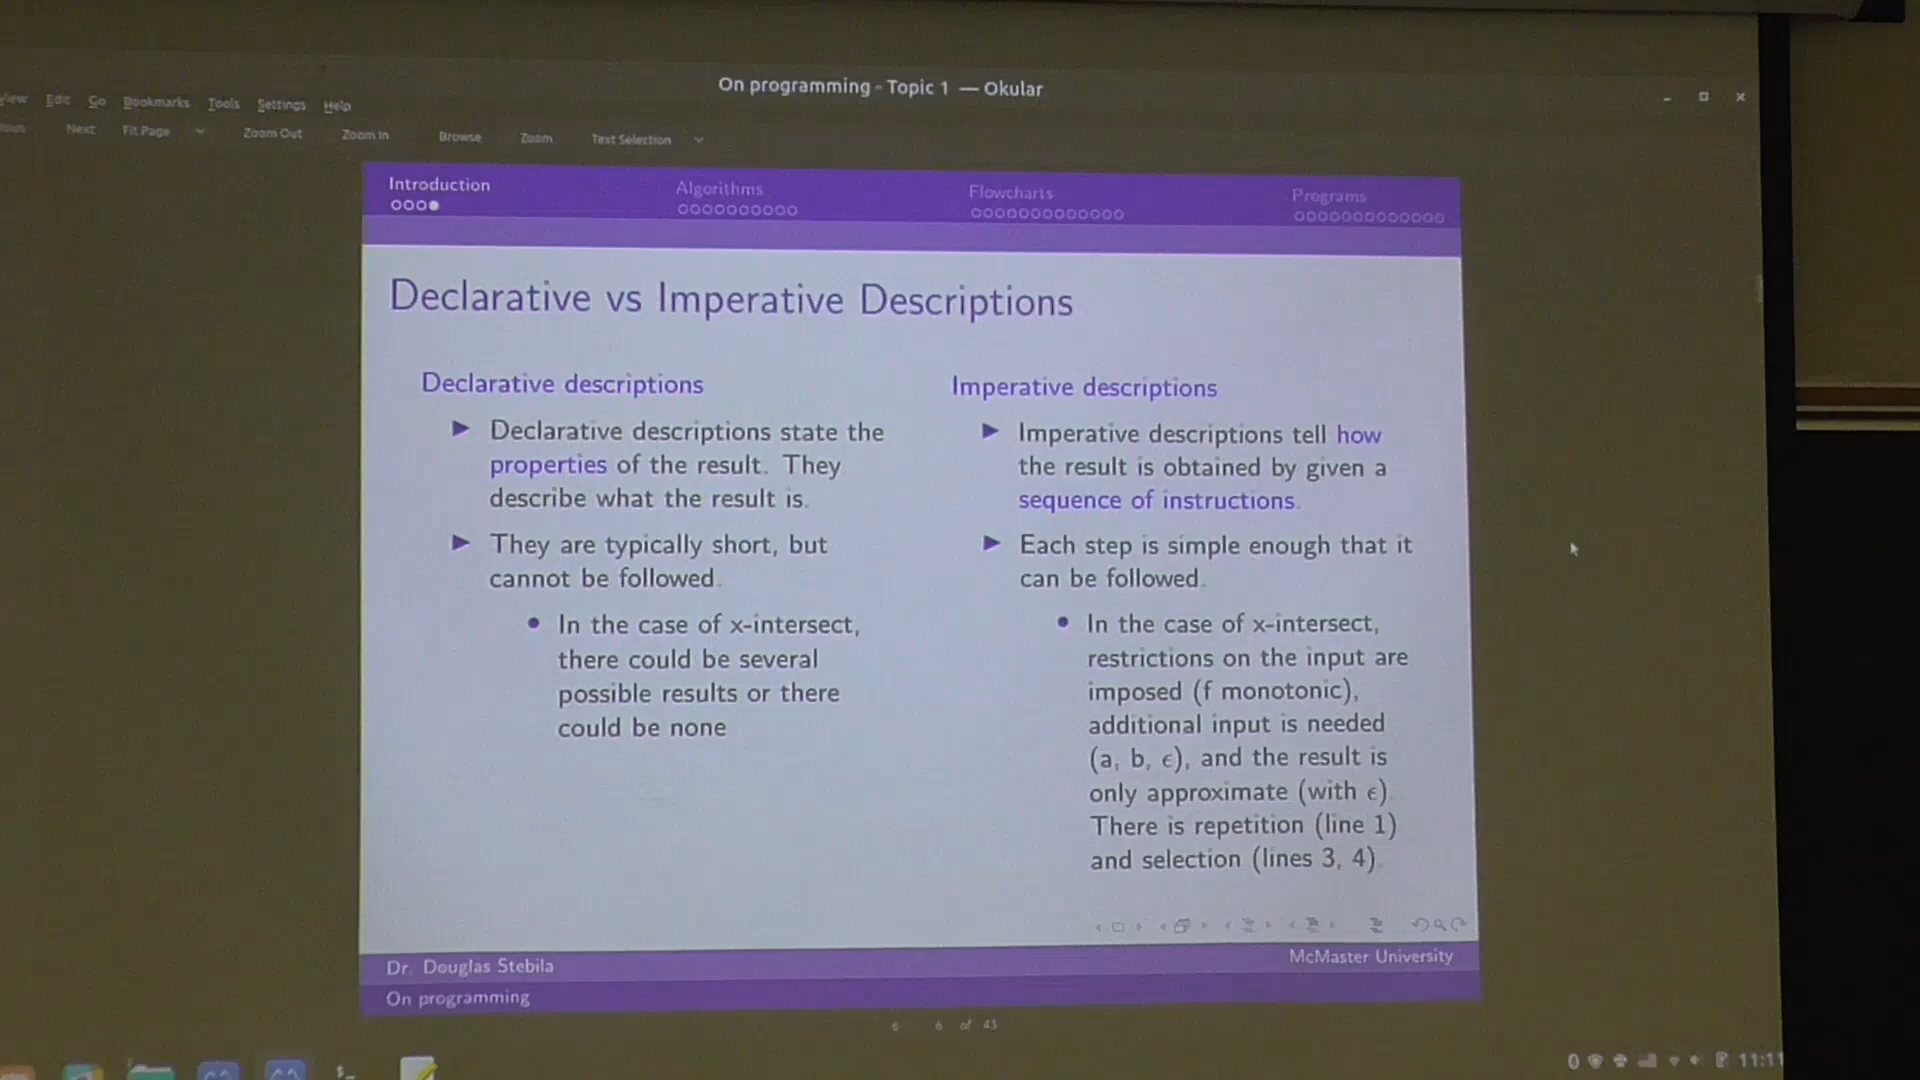 On programming - Topic 1 — Okular
View Edit Go Bookmarks Tools Settings Help
Next Fit Page Zoom Out Zoom In Browse Zoom Text Selection
Introduction Algorithms Flowcharts Programs
Declarative vs Imperative Descriptions
Declarative descriptions
Declarative descriptions state the
properties of the result. They
describe what the result is.
They are typically short, but
cannot be followed.
In the case of x-intersect,
there could be several
possible results or there
could be none
Imperative descriptions
Imperative descriptions tell how
the result is obtained by given a
sequence of instructions.
Each step is simple enough that it
can be followed.
In the case of x-intersect,
restrictions on the input are
imposed (f monotonic),
additional input is needed
(a, b, ϵ), and the result is
only approximate (with ϵ).
There is repetition (line 1)
and selection (lines 3, 4).
Dr. Douglas Stebila McMaster University
On programming
6 6 of 43
11:11